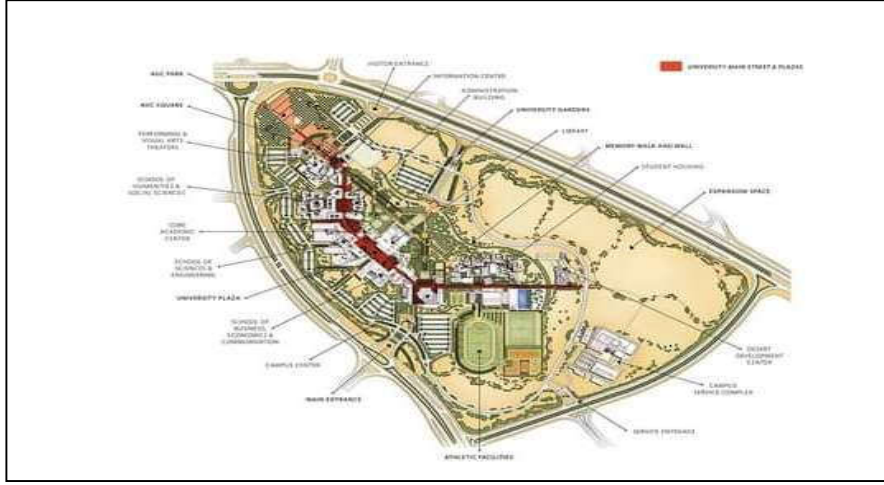 VISITOR ENTRANCE
AUC PARK
INFORMATION CENTER
UNIVERSITY MAIN STREET & PLAZAS
ADMINISTRATION
BUILDING
AUC SQUARE
UNIVERSITY GARDENS
LIBRARY
PERFORMING &
VISUAL ARTS
THEATERS
MEMORY WALK AND WALL
STUDENT HOUSING
SCHOOL OF
HUMANITIES &
SOCIAL SCIENCES
EXPANSION SPACE
CORE
ACADEMIC
CENTER
SCHOOL OF
SCIENCES &
ENGINEERING
UNIVERSITY PLAZA
SCHOOL OF
BUSINESS,
ECONOMICS &
COMMUNICATION
DESERT
DEVELOPMENT
CENTER
CAMPUS CENTER
CAMPUS
SERVICE COMPLEX
MAIN ENTRANCE
SERVICE ENTRANCE
ATHLETIC FACILITIES